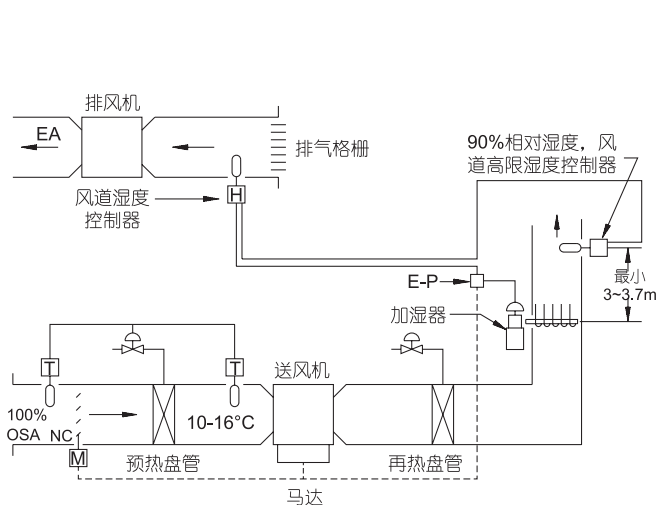 排风机
EA
排气格栅
90%相对湿度，风
道高限湿度控制器
风道湿度
控制器
H
E-P
最小
3~3.7m
加湿器
T
T
送风机
100%
OSA
NC
10-16°C
M
预热盘管
再热盘管
马达